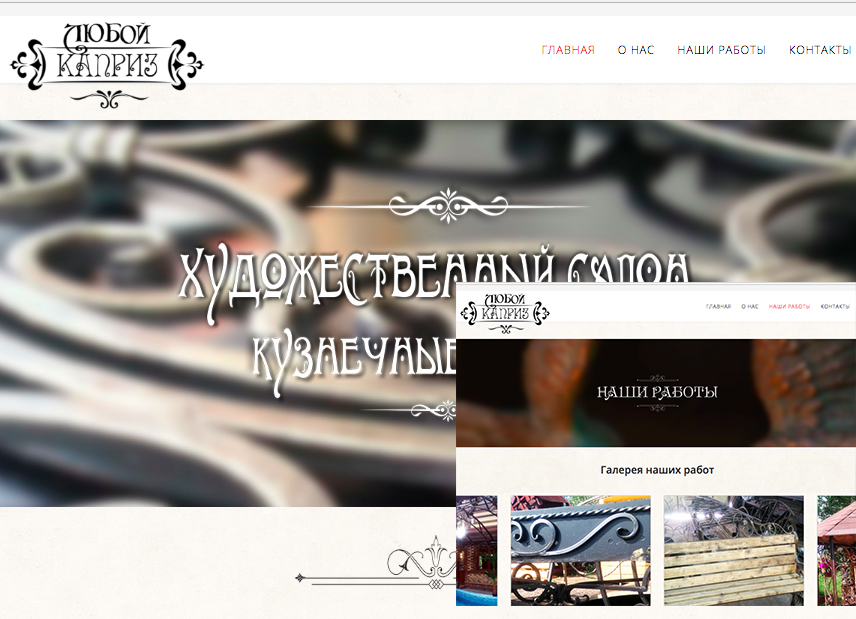 ЛЮБОЙ
КАПРИЗ
ГЛАВНАЯ О НАС НАШИ РАБОТЫ КОНТАКТЫ
ХУДОЖЕСТВЕННЫЙ САЛОН
КУЗНЕЧНЫЕ
ЛЮБОЙ
КАПРИЗ
ГЛАВНАЯ О НАС НАШИ РАБОТЫ КОНТАКТЫ
НАШИ РАБОТЫ
Галерея наших работ